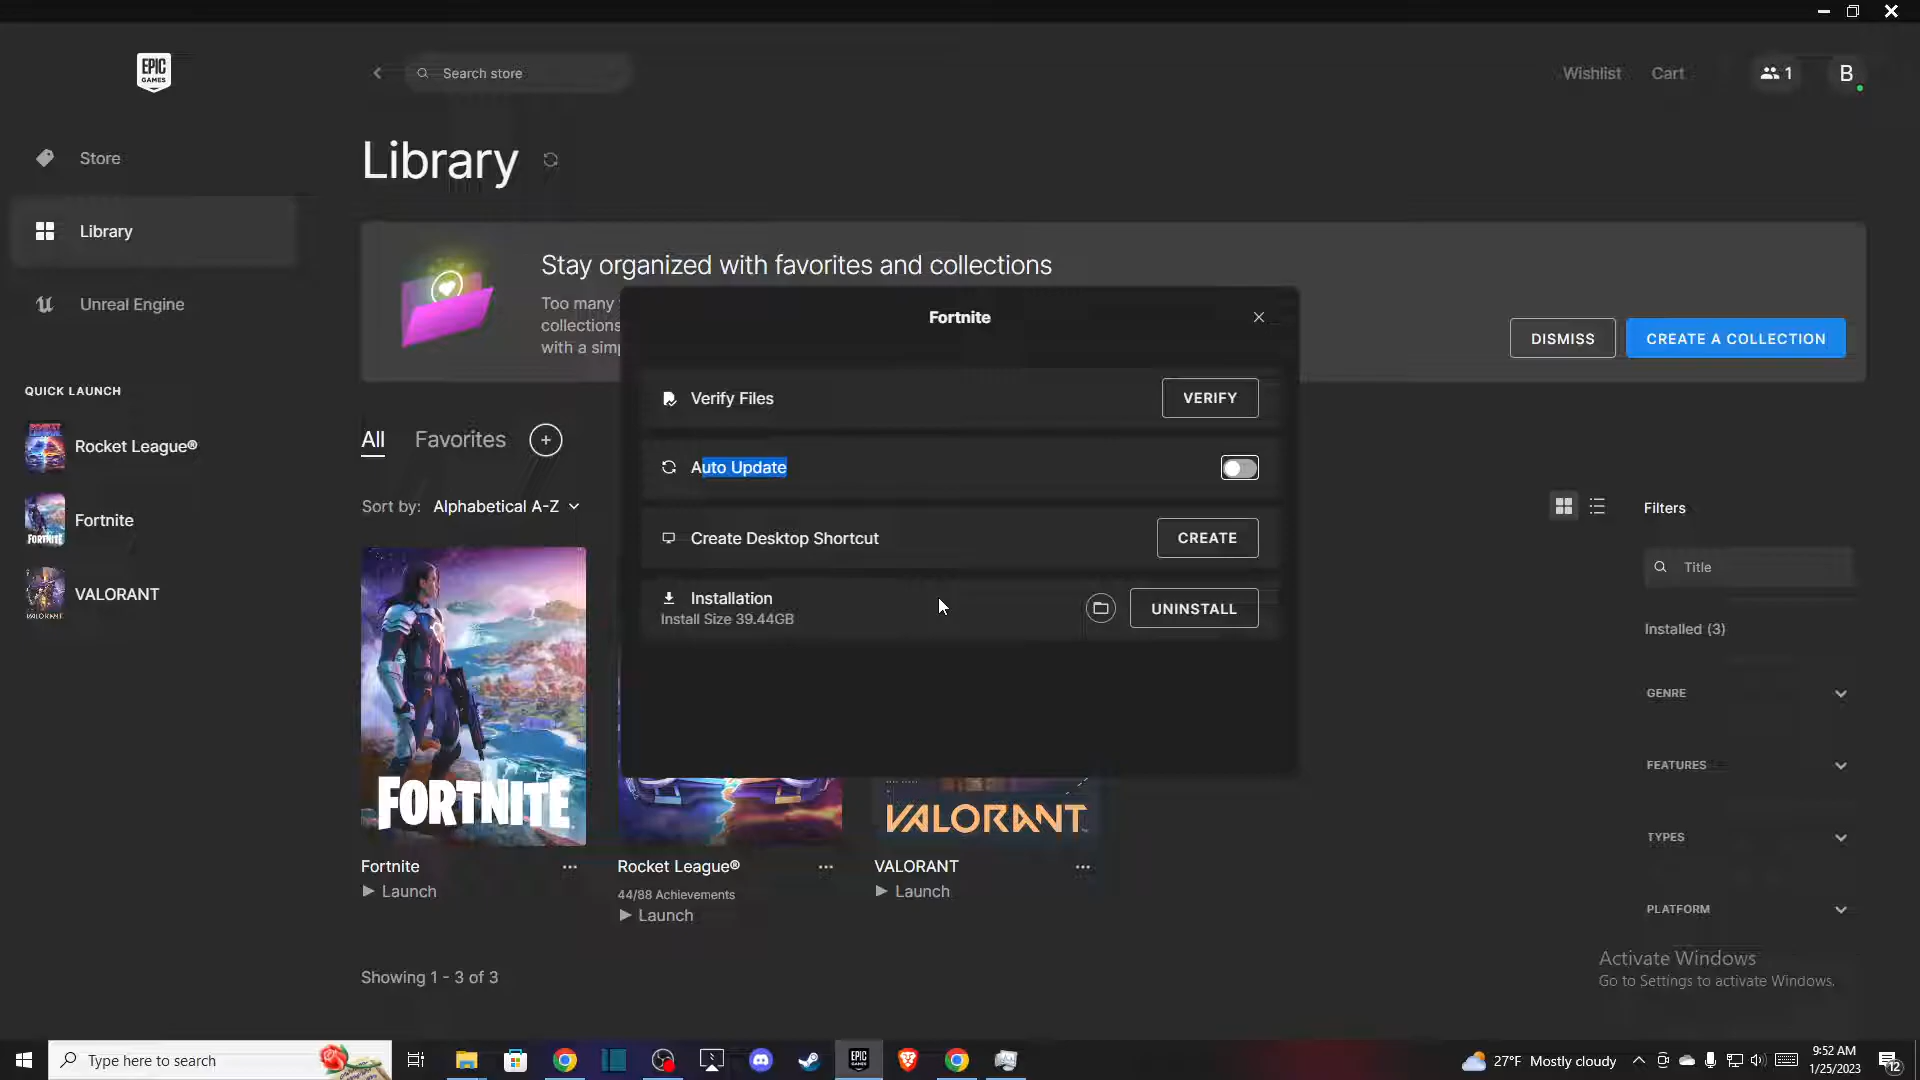 EPIC
GAMES
Search store
Wishlist
Cart
1
B
Store
Library
Unreal Engine
QUICK LAUNCH
Rocket League®
Fortnite
VALORANT
Library
Stay organized with favorites and collections
Too many
collections
with a simp
DISMISS
CREATE A COLLECTION
Fortnite
Verify Files
VERIFY
Auto Update
Create Desktop Shortcut
CREATE
Installation
Install Size 39.44GB
UNINSTALL
All
Favorites
Sort by: Alphabetical A-Z
Filters
Title
Installed (3)
GENRE
FEATURES
TYPES
PLATFORM
FORTNITE
VALORANT
Fortnite
Launch
Rocket League®
44/88 Achievements
Launch
VALORANT
Launch
Showing 1 - 3 of 3
Activate Windows
Go to Settings to activate Windows.
Type here to search
27°F Mostly cloudy
9:52 AM
1/25/2023
12